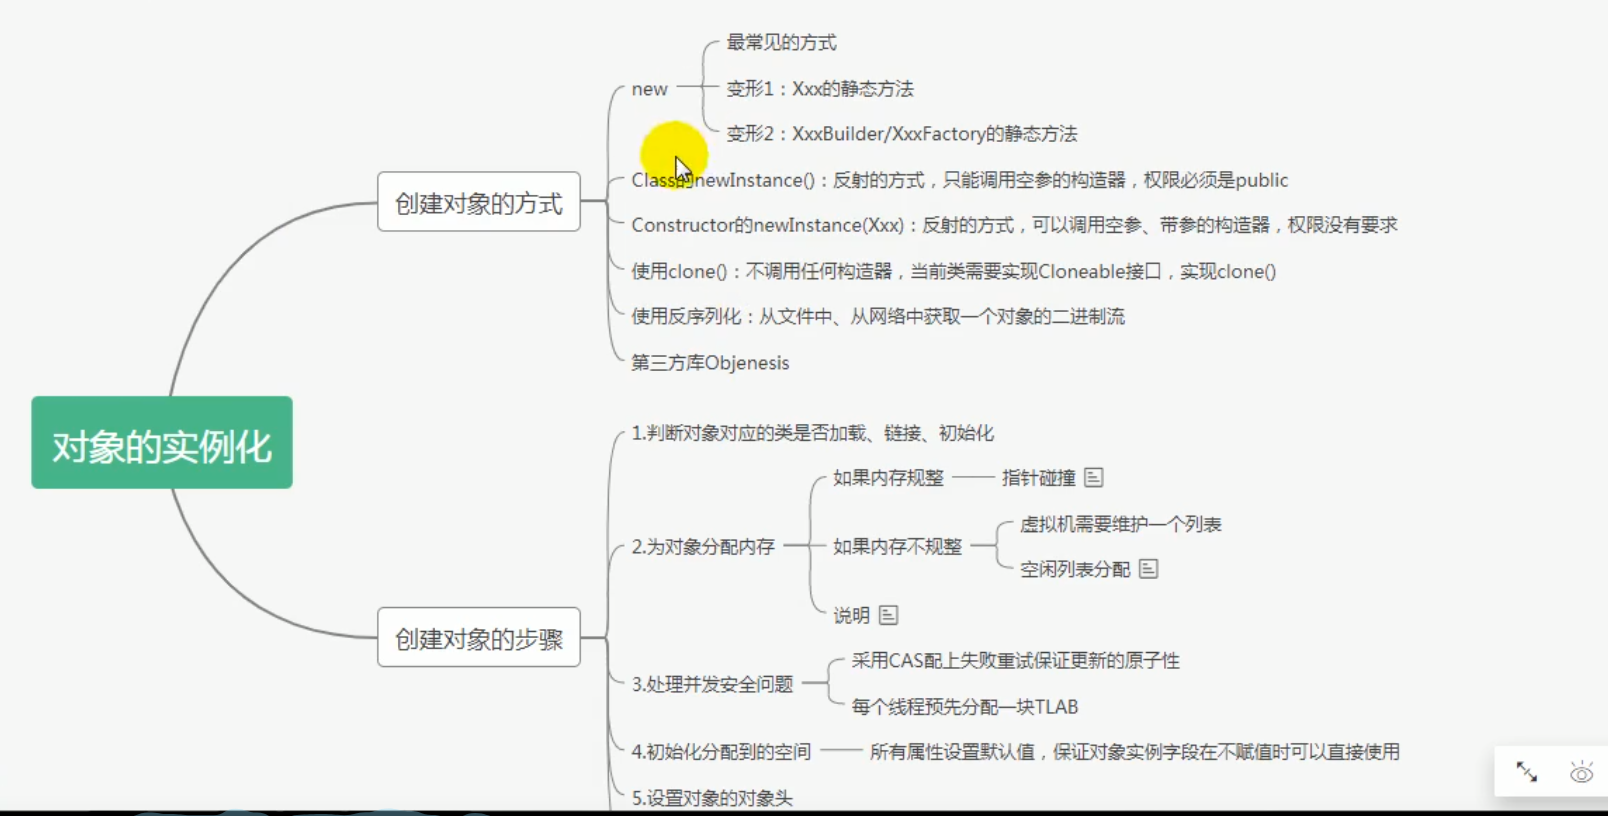 对象的实例化
创建对象的方式
new
最常见的方式
变形1：Xxx的静态方法
变形2：XxxBuilder/XxxFactory的静态方法
Class的newInstance()：反射的方式，只能调用空参的构造器，权限必须是public
Constructor的newInstance(Xxx)：反射的方式，可以调用空参、带参的构造器，权限没有要求
使用clone()：不调用任何构造器，当前类需要实现Cloneable接口，实现clone()
使用反序列化：从文件中、从网络中获取一个对象的二进制流
第三方库Objenesis
创建对象的步骤
1.判断对象对应的类是否加载、链接、初始化
2.为对象分配内存
如果内存规整
指针碰撞
如果内存不规整
虚拟机需要维护一个列表
空闲列表分配
说明
3.处理并发安全问题
采用CAS配上失败重试保证更新的原子性
每个线程预先分配一块TLAB
4.初始化分配到的空间
所有属性设置默认值，保证对象实例字段在不赋值时可以直接使用
5.设置对象的对象头